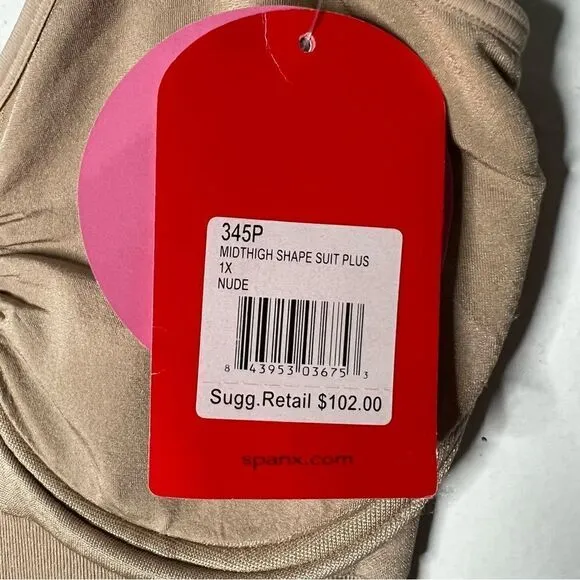 345P
MIDTHIGH SHAPE SUIT PLUS
1X
NUDE
8 43953 03675 3
Sugg.Retail $102.00
spanx.com